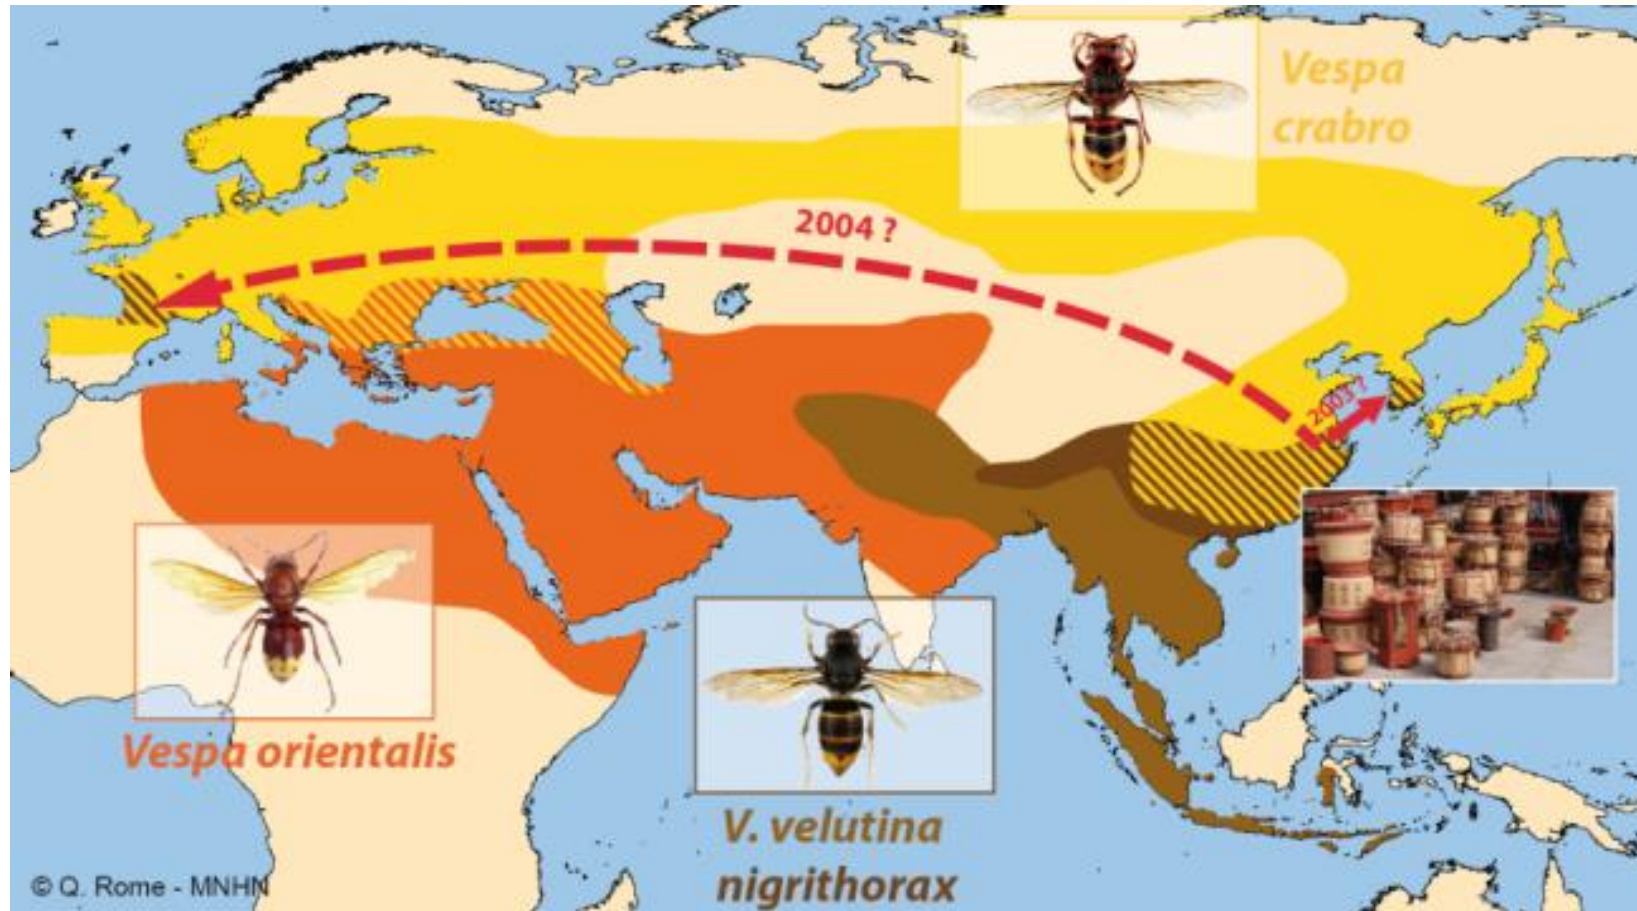 Vespa
crabro
2004 ?
2003 ?
Vespa orientalis
V. velutina
nigrithorax
© Q. Rome - MNHN